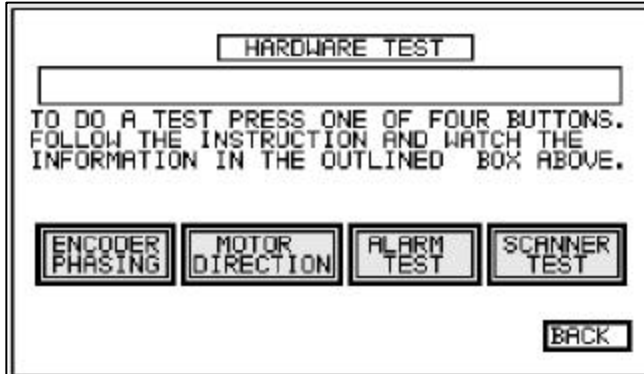 HARDWARE TEST
TO DO A TEST PRESS ONE OF FOUR BUTTONS.
FOLLOW THE INSTRUCTION AND WATCH THE
INFORMATION IN THE OUTLINED BOX ABOVE.
ENCODER PHASING
MOTOR DIRECTION
ALARM TEST
SCANNER TEST
BACK